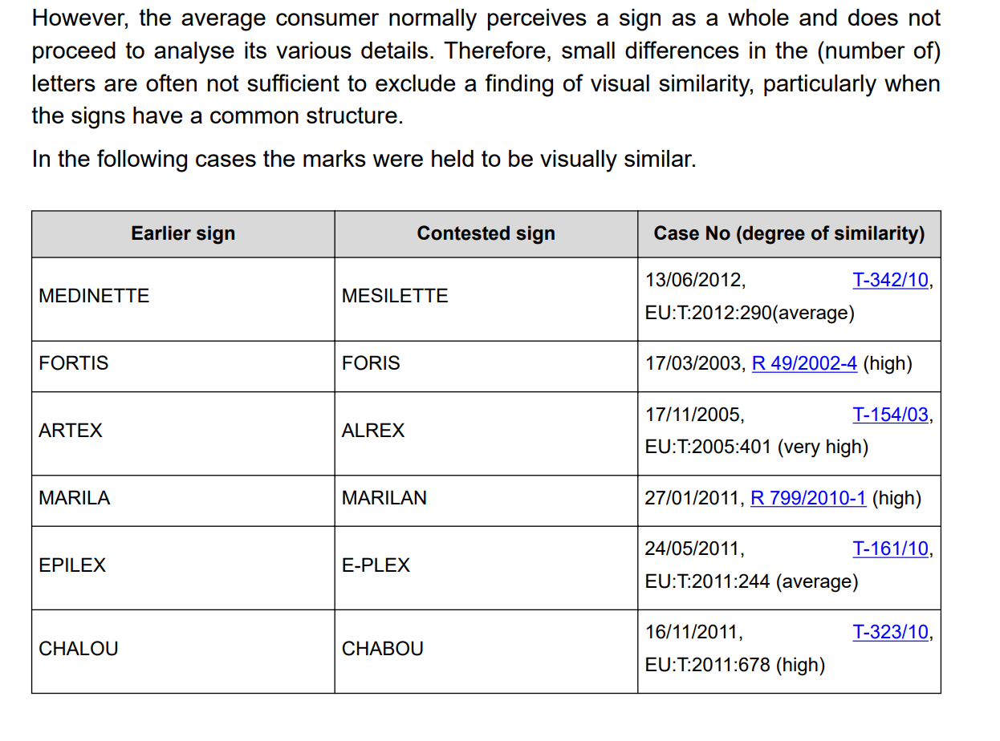 However, the average consumer normally perceives a sign as a whole and does not
proceed to analyse its various details. Therefore, small differences in the (number of)
letters are often not sufficient to exclude a finding of visual similarity, particularly when
the signs have a common structure.
In the following cases the marks were held to be visually similar.
Earlier sign Contested sign Case No (degree of similarity)
MEDINETTE MESILETTE 13/06/2012, T-342/10,
EU:T:2012:290(average)
FORTIS FORIS 17/03/2003, R 49/2002-4 (high)
ARTEX ALREX 17/11/2005, T-154/03,
EU:T:2005:401 (very high)
MARILA MARILAN 27/01/2011, R 799/2010-1 (high)
EPILEX E-PLEX 24/05/2011, T-161/10,
EU:T:2011:244 (average)
CHALOU CHABOU 16/11/2011, T-323/10,
EU:T:2011:678 (high)